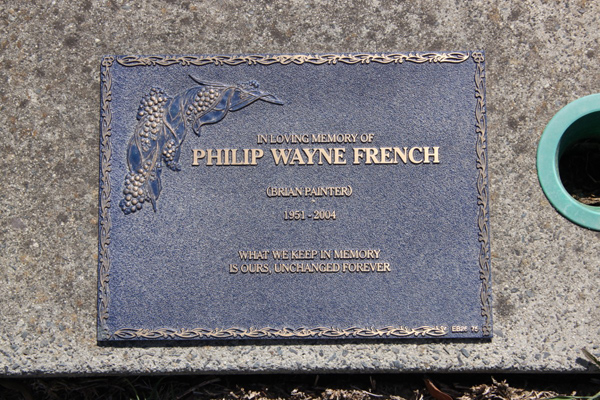 IN LOVING MEMORY OF
PHILIP WAYNE FRENCH
(BRIAN PAINTER)
1951 - 2004
WHAT WE KEEP IN MEMORY
IS OURS, UNCHANGED FOREVER